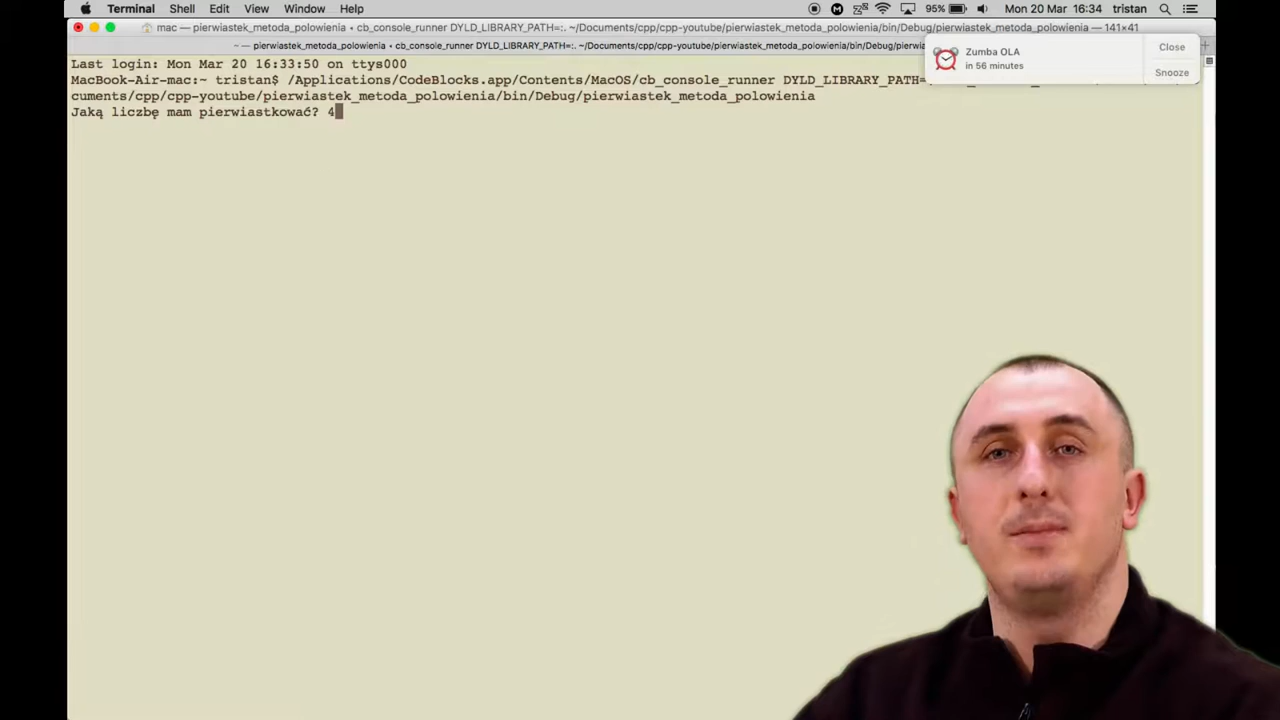 Terminal Shell Edit View Window Help 95% Mon 20 Mar 16:34 tristan
mac — pierwiastek_metoda_polowienia • cb_console_runner DYLD_LIBRARY_PATH=:. ~/Documents/cpp/cpp-youtube/pierwiastek_metoda_polowienia/bin/Debug/pierwiastek_metoda_polowienia — 141×41
~ — pierwiastek_metoda_polowienia • cb_console_runner DYLD_LIBRARY_PATH=:. ~/Documents/cpp/cpp-youtube/pierwiastek_metoda_polowienia/bin/Debug/pierwia
Zumba OLA
in 56 minutes
Close
Snooze
Last login: Mon Mar 20 16:33:50 on ttys000
MacBook-Air-mac:~ tristan$ /Applications/CodeBlocks.app/Contents/MacOS/cb_console_runner DYLD_LIBRARY_PATH=
cuments/cpp/cpp-youtube/pierwiastek_metoda_polowienia/bin/Debug/pierwiastek_metoda_polowienia
Jaką liczbę mam pierwiastkować? 4